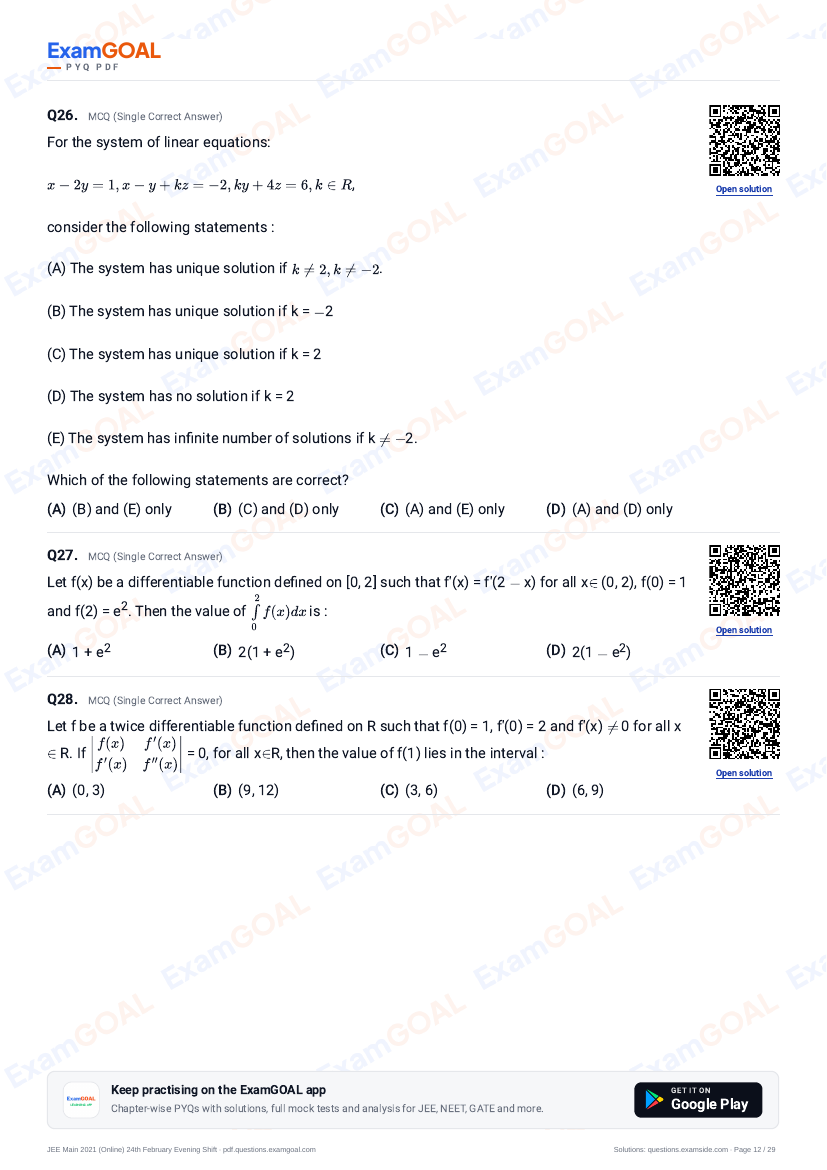 ExamGOAL
PYQ PDF
Q26. MCQ (Single Correct Answer)
For the system of linear equations:
x − 2y = 1, x − y + kz = −2, ky + 4z = 6, k ∈ R,
consider the following statements :
(A) The system has unique solution if k ≠ 2, k ≠ −2.
(B) The system has unique solution if k = −2
(C) The system has unique solution if k = 2
(D) The system has no solution if k = 2
(E) The system has infinite number of solutions if k ≠ −2.
Which of the following statements are correct?
(A) (B) and (E) only (B) (C) and (D) only (C) (A) and (E) only (D) (A) and (D) only
Open solution
Q27. MCQ (Single Correct Answer)
Let f(x) be a differentiable function defined on [0, 2] such that f'(x) = f'(2 − x) for all x∈ (0, 2), f(0) = 1
and f(2) = e². Then the value of ∫₀² f(x)dx is :
(A) 1 + e² (B) 2(1 + e²) (C) 1 − e² (D) 2(1 − e²)
Open solution
Q28. MCQ (Single Correct Answer)
Let f be a twice differentiable function defined on R such that f(0) = 1, f'(0) = 2 and f'(x) ≠ 0 for all x
∈ R. If |f(x) f'(x); f'(x) f''(x)| = 0, for all x∈R, then the value of f(1) lies in the interval :
(A) (0, 3) (B) (9, 12) (C) (3, 6) (D) (6, 9)
Open solution
ExamGOAL
Keep practising on the ExamGOAL app
Chapter-wise PYQs with solutions, full mock tests and analysis for JEE, NEET, GATE and more.
GET IT ON
Google Play
JEE Main 2021 (Online) 24th February Evening Shift · pdf.questions.examgoal.com
Solutions: questions.examside.com · Page 12 / 29